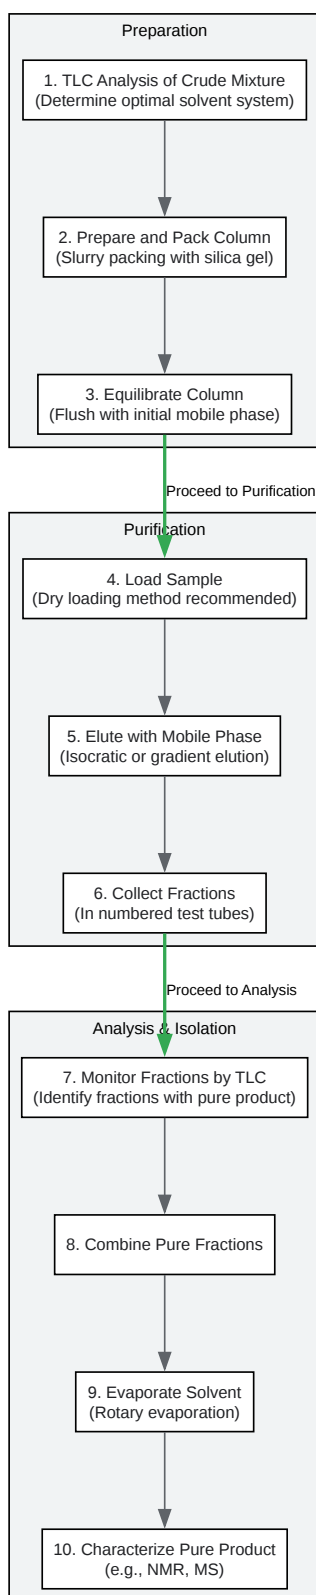 Preparation
1. TLC Analysis of Crude Mixture
(Determine optimal solvent system)
2. Prepare and Pack Column
(Slurry packing with silica gel)
3. Equilibrate Column
(Flush with initial mobile phase)
Proceed to Purification
Purification
4. Load Sample
(Dry loading method recommended)
5. Elute with Mobile Phase
(Isocratic or gradient elution)
6. Collect Fractions
(In numbered test tubes)
Proceed to Analysis
Analysis & Isolation
7. Monitor Fractions by TLC
(Identify fractions with pure product)
8. Combine Pure Fractions
9. Evaporate Solvent
(Rotary evaporation)
10. Characterize Pure Product
(e.g., NMR, MS)